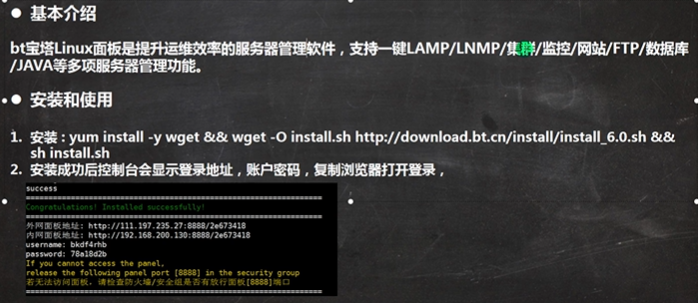 ● 基本介绍
bt宝塔Linux面板是提升运维效率的服务器管理软件，支持一键LAMP/LNMP/集群/监控/网站/FTP/数据库
/JAVA等多项服务器管理功能。
● 安装和使用
1. 安装 : yum install -y wget && wget -O install.sh http://download.bt.cn/install/install_6.0.sh &&
sh install.sh
2. 安装成功后控制台会显示登录地址，账户密码，复制浏览器打开登录，
success
==================================================================
Congratulations! Installed successfully!
==================================================================
外网面板地址: http://111.197.235.27:8888/2e673418
内网面板地址: http://192.168.200.130:8888/2e673418
username: bkdf4rhb
password: 78a18d2b
If you cannot access the panel,
release the following panel port [8888] in the security group
若无法访问面板，请检查防火墙/安全组是否有放行面板[8888]端口
==================================================================